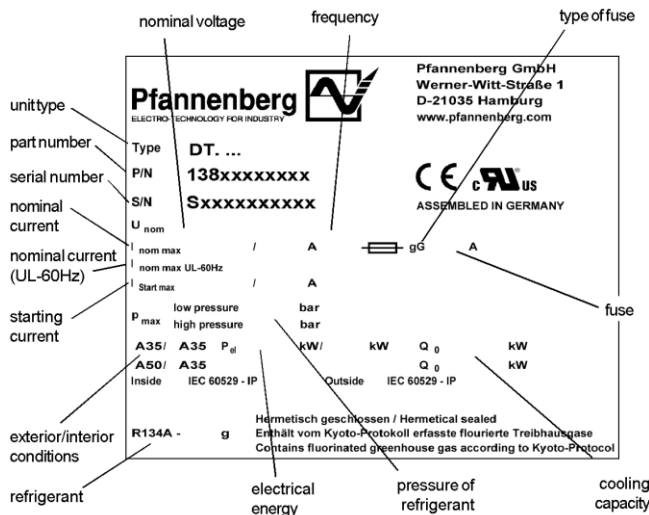 nominal voltage
frequency
type of fuse
Pfannenberg
ELECTRO-TECHNOLOGY FOR INDUSTRY
Pfannenberg GmbH
Werner-Witt-Straße 1
D-21035 Hamburg
www.pfannenberg.com
unit type
Type DT. ...
part number
P/N 138xxxxxxxx
serial number
S/N Sxxxxxxxxxx
CE c RU US
ASSEMBLED IN GERMANY
nominal
current
U nom
I nom max / A gG A
nominal current
(UL-60Hz)
I nom max UL-60Hz
I Start max / A
starting
current
fuse
p max low pressure bar
high pressure bar
A35/ A35 P el kW/ kW Q 0 kW
A50/ A35 Q 0 kW
Inside IEC 60529 - IP Outside IEC 60529 - IP
Hermetisch geschlossen / Hermetical sealed
R134A - g Enthält vom Kyoto-Protokoll erfasste flourierte Treibhausgase
Contains fluorinated greenhouse gas according to Kyoto-Protocol
exterior/interior
conditions
refrigerant
electrical
energy
pressure of
refrigerant
cooling
capacity